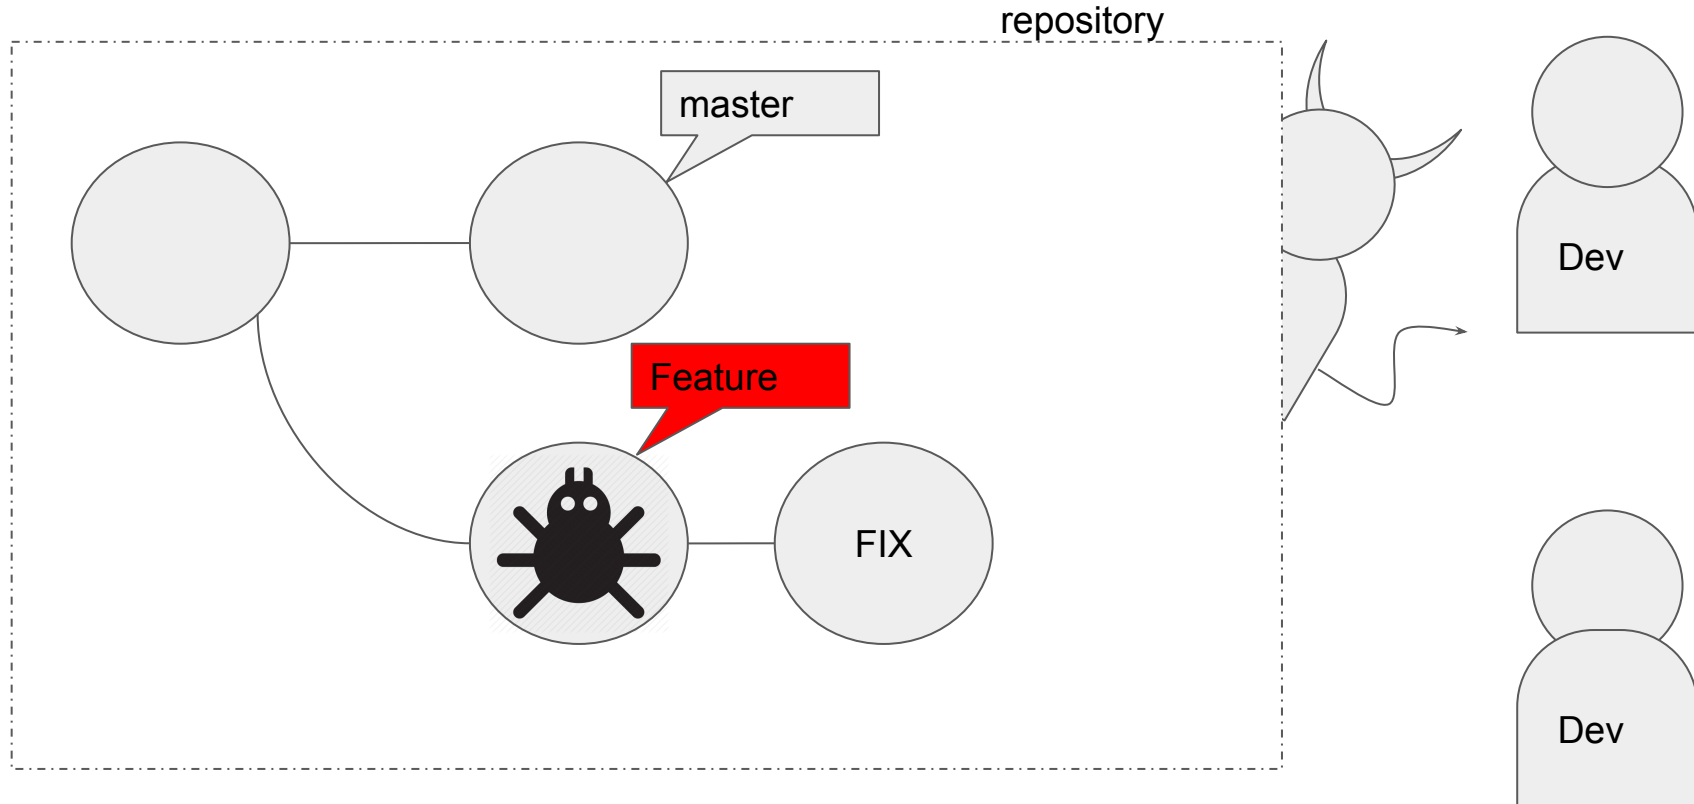 repository
master
Dev
Feature
FIX
Dev